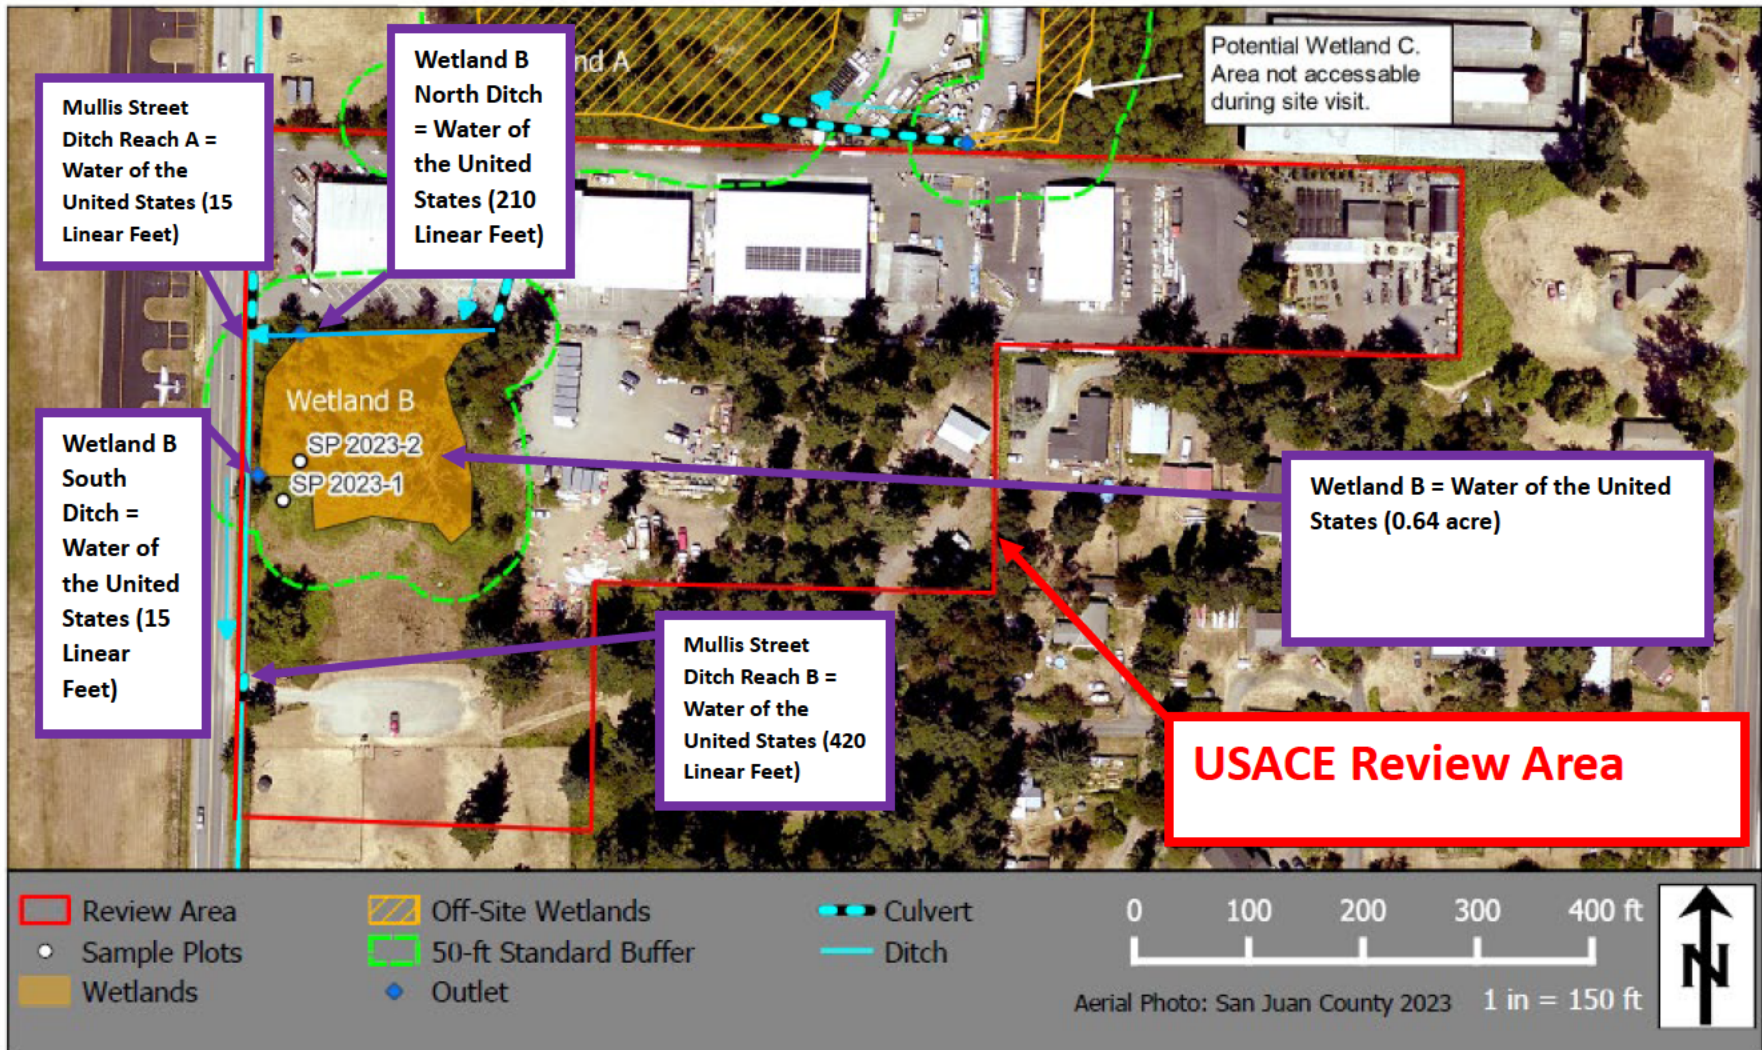 Mullis Street
Ditch Reach A =
Water of the
United States (15
Linear Feet)
Wetland B
North Ditch
= Water of
the United
States (210
Linear Feet)
nd A
Potential Wetland C.
Area not accessable
during site visit.
Wetland B
SP 2023-2
SP 2023-1
Wetland B
South
Ditch =
Water of
the United
States (15
Linear
Feet)
Mullis Street
Ditch Reach B =
Water of the
United States (420
Linear Feet)
Wetland B = Water of the United
States (0.64 acre)
USACE Review Area
Review Area
Sample Plots
Wetlands
Off-Site Wetlands
50-ft Standard Buffer
Outlet
Culvert
Ditch
0 100 200 300 400 ft
Aerial Photo: San Juan County 2023 1 in = 150 ft
N